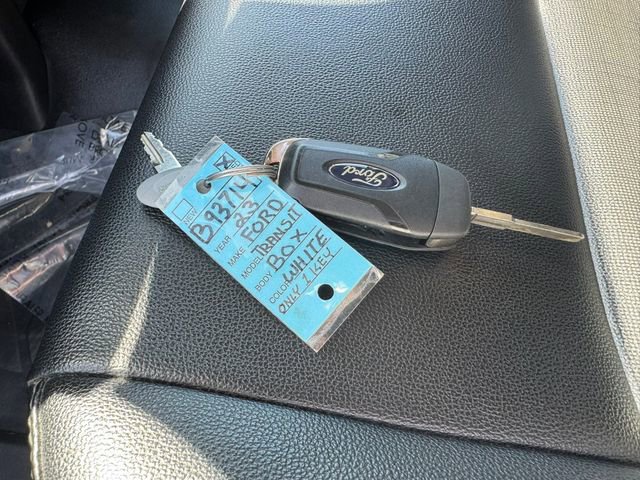 NEW
B93714
YEAR 23
MAKE FORD
MODEL TRANSIT
BODY BOX
COLOR WHITE
ONLY 1 KEY
Ford